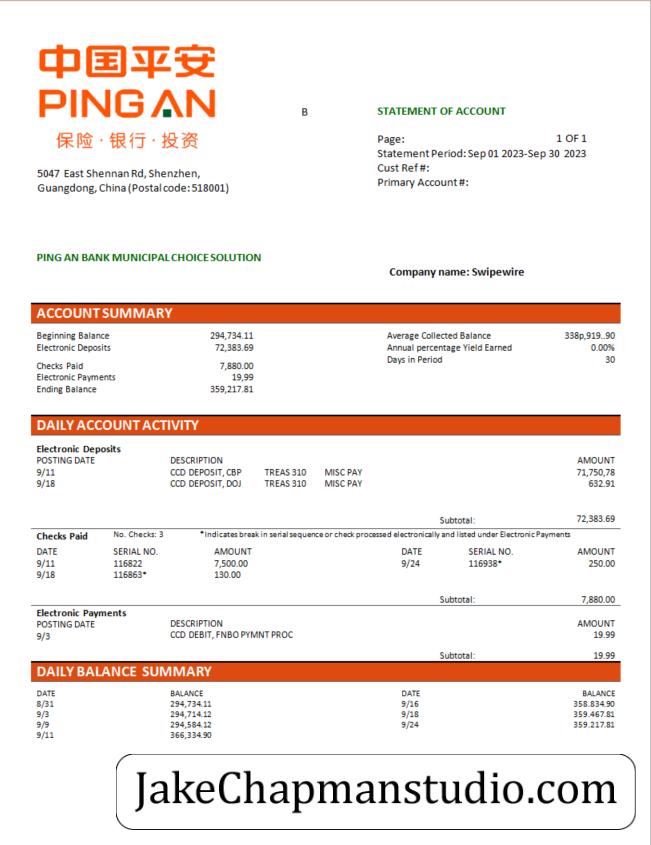 中国平安
PING AN
保险·银行·投资
B
STATEMENT OF ACCOUNT
Page: 1 OF 1
Statement Period: Sep 01 2023-Sep 30 2023
Cust Ref #:
Primary Account #:
5047 East Shennan Rd, Shenzhen,
Guangdong, China (Postal code: 518001)
PING AN BANK MUNICIPAL CHOICE SOLUTION
Company name: Swipewire
ACCOUNT SUMMARY
Beginning Balance 294,734.11 Average Collected Balance 338p,919..90
Electronic Deposits 72,383.69 Annual percentage Yield Earned 0.00%
Days in Period 30
Checks Paid 7,880.00
Electronic Payments 19,99
Ending Balance 359,217.81
DAILY ACCOUNT ACTIVITY
Electronic Deposits
POSTING DATE DESCRIPTION AMOUNT
9/11 CCD DEPOSIT, CBP TREAS 310 MISC PAY 71,750,78
9/18 CCD DEPOSIT, DOJ TREAS 310 MISC PAY 632.91
Subtotal: 72,383.69
Checks Paid No. Checks: 3 *Indicates break in serial sequence or check processed electronically and listed under Electronic Payments
DATE SERIAL NO. AMOUNT DATE SERIAL NO. AMOUNT
9/11 116822 7,500.00 9/24 116938* 250.00
9/18 116863* 130.00
Subtotal: 7,880.00
Electronic Payments
POSTING DATE DESCRIPTION AMOUNT
9/3 CCD DEBIT, FNBO PYMNT PROC 19.99
Subtotal: 19.99
DAILY BALANCE SUMMARY
DATE BALANCE DATE BALANCE
8/31 294,734.11 9/16 358.834.90
9/3 294,714.12 9/18 359.467.81
9/9 294,584.12 9/24 359.217.81
9/11 366,334.90
JakeChapmanstudio.com